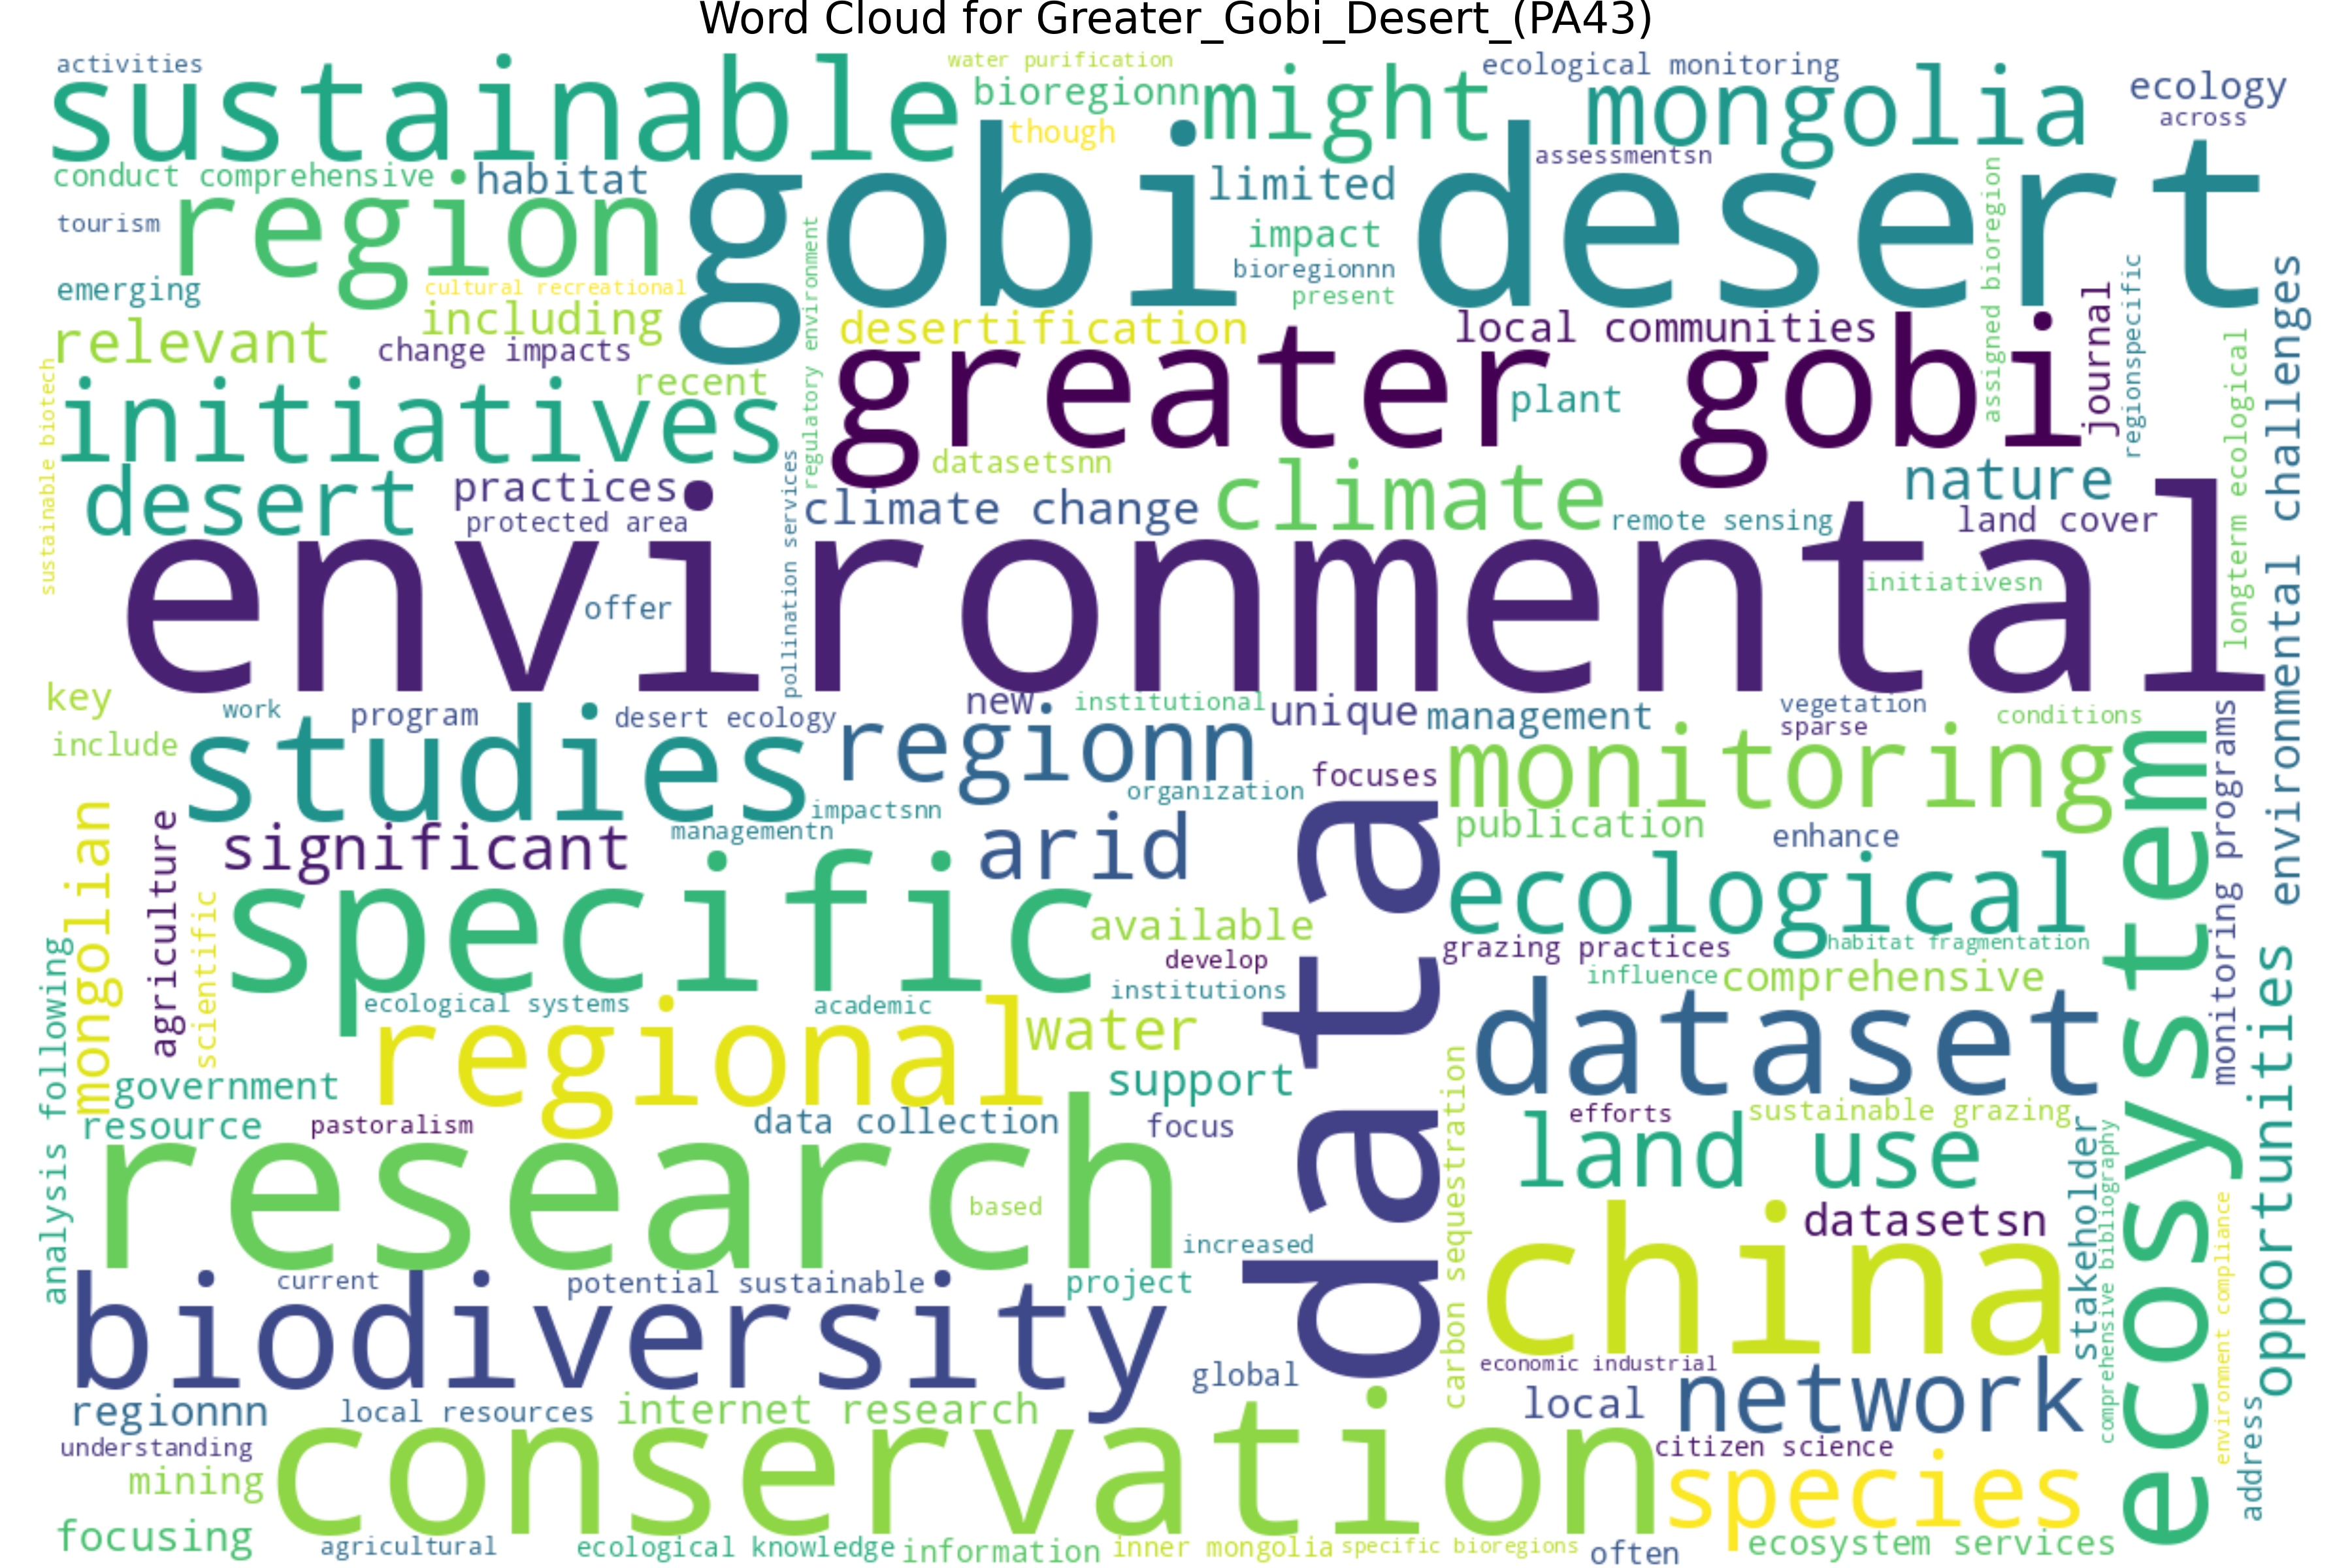 Word Cloud for Greater_Gobi_Desert_(PA43)
activities
sustainable
water purification
bioregionn
though
might
ecological monitoring
mongolia
ecology
across
conduct comprehensive
habitat
gobi desert
limited
assessmentsn
tourism
region
impact
bioregionnn
present
emerging
cultural recreational
including
relevant
change impacts
recent
regulatory environment
desertification
local communities
greater gobi
plant
assigned bioregion
journal
regionspecific
longterm ecological
environmental challenges
sustainable biotech
initiatives
desert
practices
protected area
pollination services
datasetsnn
climate change
climate
remote sensing
nature
land cover
environmental
offer
initiativesn
key
work
program
desert ecology
new
institutional
unique
management
vegetation
sparse
conditions
include
studies
regionn
focuses
monitoring
organization
impactsnn
managementn
significant
arid
publication
enhance
mongolian
agriculture
scientific
specific
available
develop
institutions
data
ecological
grazing practices
habitat fragmentation
influence
comprehensive
ecosystem
monitoring programs
opportunities
analysis following
ecological systems
academic
regional
water
support
dataset
government
resource
pastoralism
data collection
focus
carbon sequestration
efforts
sustainable grazing
land use
stakeholder
comprehensive bibliography
environment compliance
research
based
increased
china
datasetsn
current
potential sustainable
project
biodiversity
global
economic industrial
local
network
regionnn
local resources
internet research
understanding
citizen science
address
mining
conservation
species
focusing
agricultural
ecological knowledge
information
inner mongolia
specific bioregions
often
ecosystem services